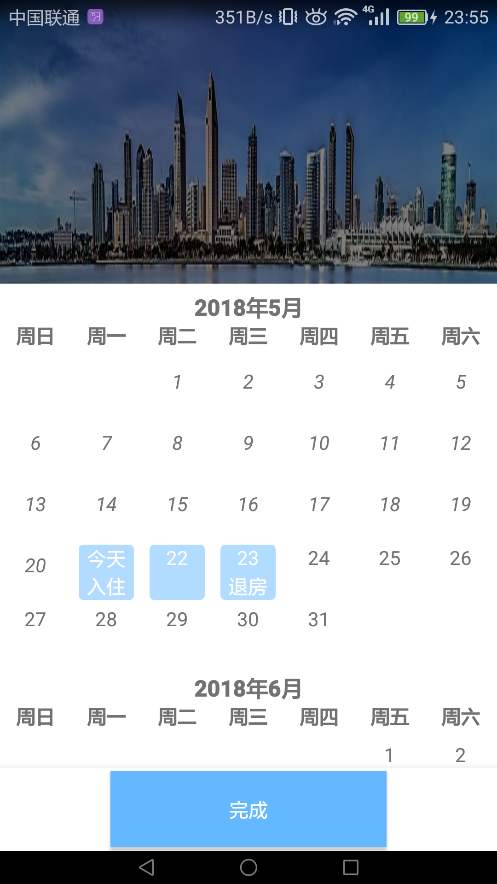 中国联通 351B/s 4G 99 23:55
2018年5月
周日 周一 周二 周三 周四 周五 周六
1 2 3 4 5
6 7 8 9 10 11 12
13 14 15 16 17 18 19
20 今天 22 23 24 25 26
入住 退房
27 28 29 30 31
2018年6月
周日 周一 周二 周三 周四 周五 周六
1 2
完成